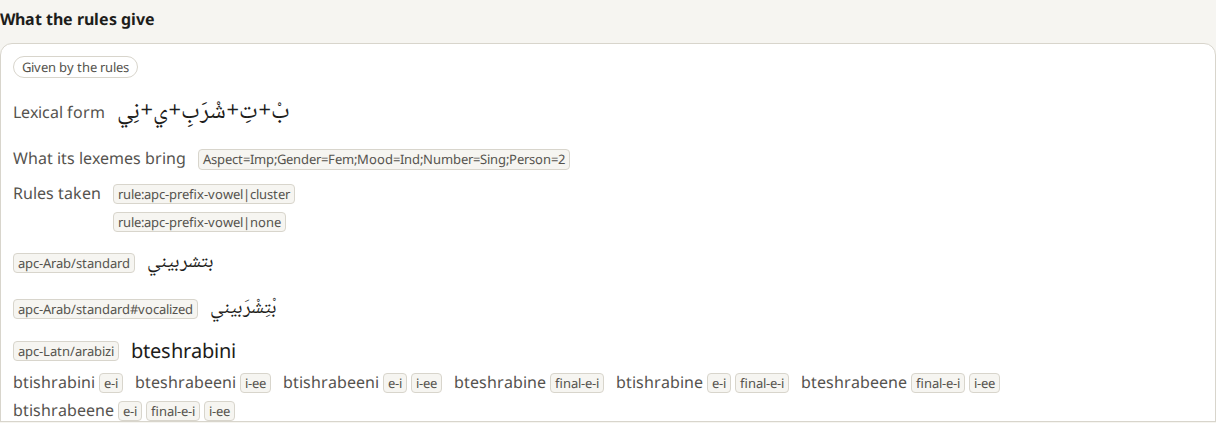 What the rules give
Given by the rules
Lexical form بْ+تِ+شْرَبِ+ي+نِي
What its lexemes bring Aspect=Imp;Gender=Fem;Mood=Ind;Number=Sing;Person=2
Rules taken rule:apc-prefix-vowel|cluster
rule:apc-prefix-vowel|none
apc-Arab/standard بتشربيني
apc-Arab/standard#vocalized بْتِشْرَبيني
apc-Latn/arabizi bteshrabini
btishrabini e-i bteshrabeeni i-ee btishrabeeni e-i i-ee bteshrabine final-e-i btishrabine e-i final-e-i bteshrabeene final-e-i i-ee
btishrabeene e-i final-e-i i-ee